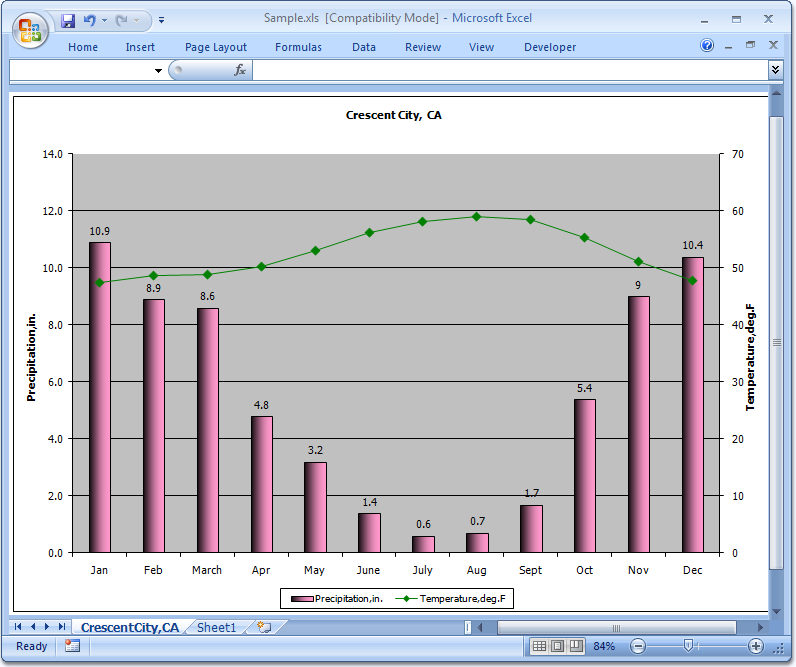 Sample.xls [Compatibility Mode] - Microsoft Excel
Home Insert Page Layout Formulas Data Review View Developer
fx
Crescent City, CA
14.0 70
12.0 60
10.0 50
8.0 40
6.0 30
4.0 20
2.0 10
0.0 0
Precipitation,in.
Temperature,deg.F
10.9 8.9 8.6 4.8 3.2 1.4 0.6 0.7 1.7 5.4 9 10.4
Jan Feb March Apr May June July Aug Sept Oct Nov Dec
Precipitation,in. Temperature,deg.F
CrescentCity,CA Sheet1
Ready 84%